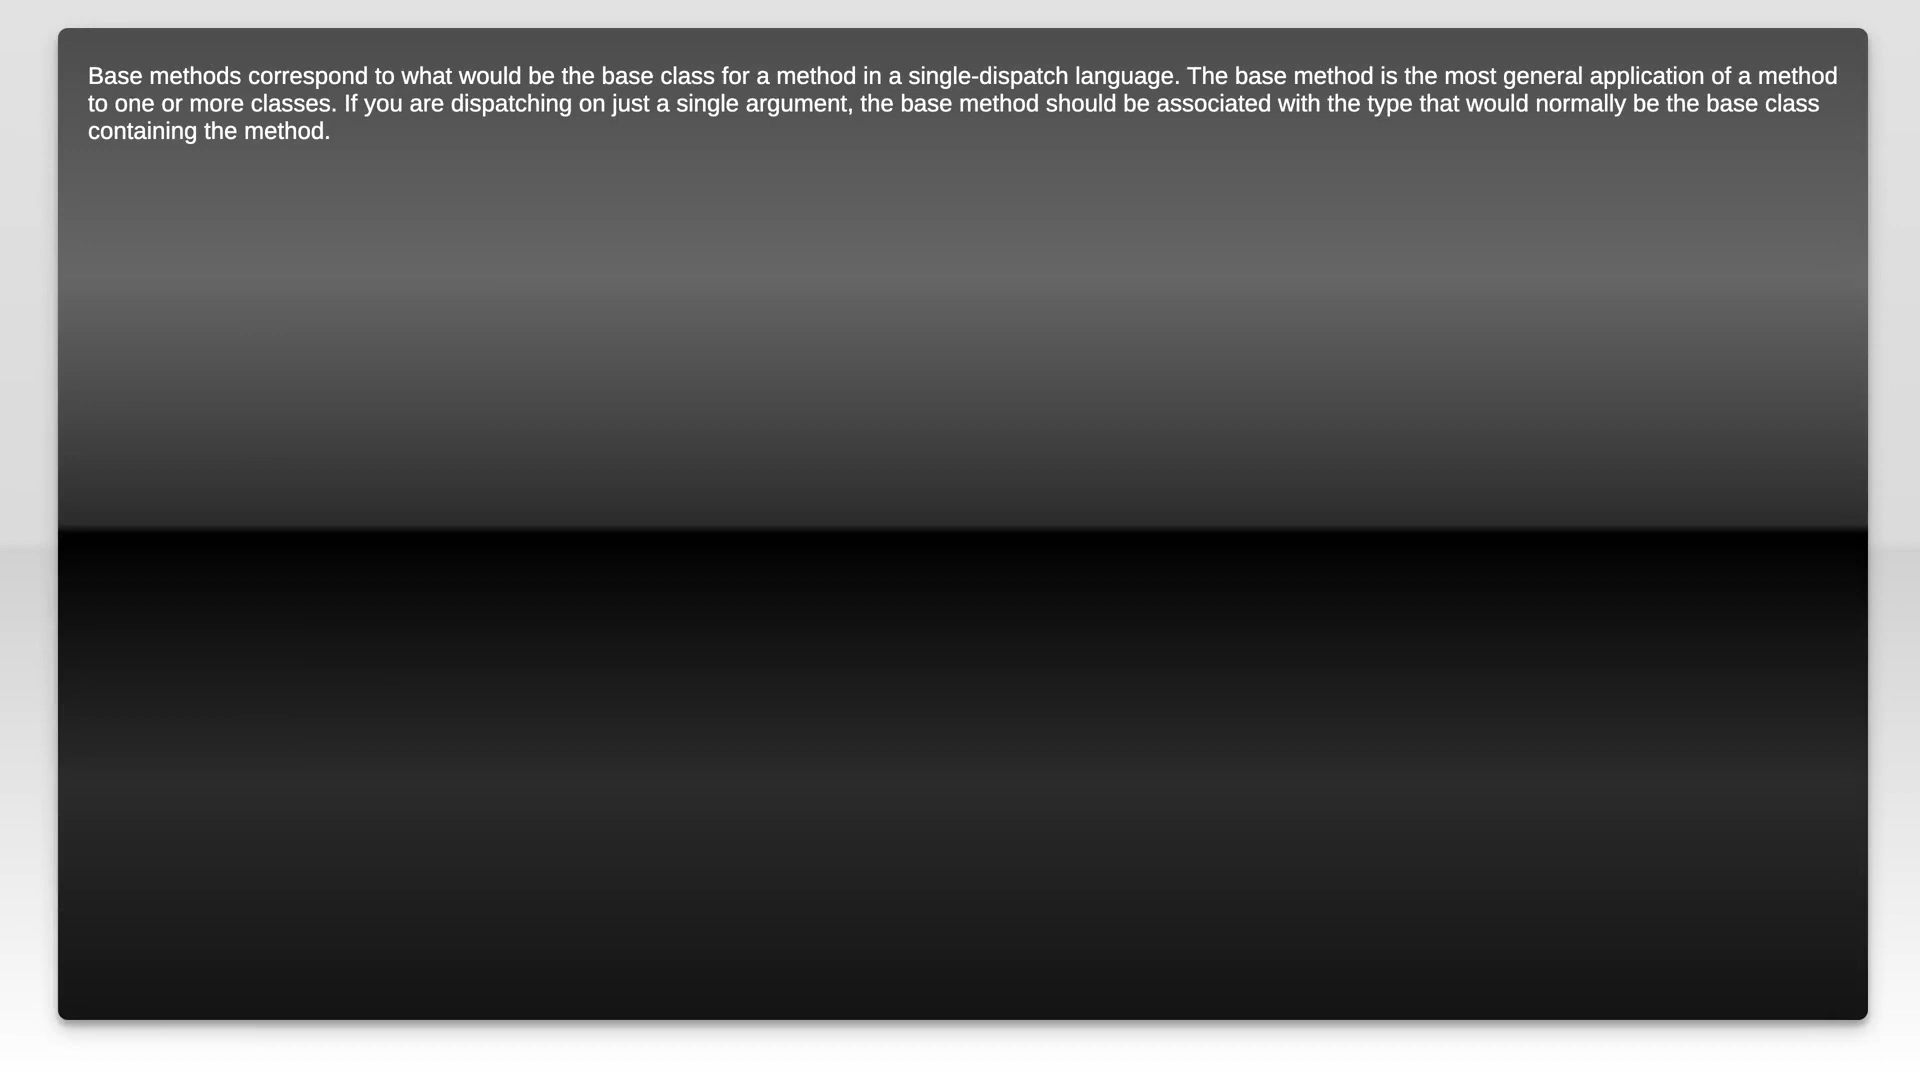 Base methods correspond to what would be the base class for a method in a single-dispatch language. The base method is the most general application of a method
to one or more classes. If you are dispatching on just a single argument, the base method should be associated with the type that would normally be the base class
containing the method.